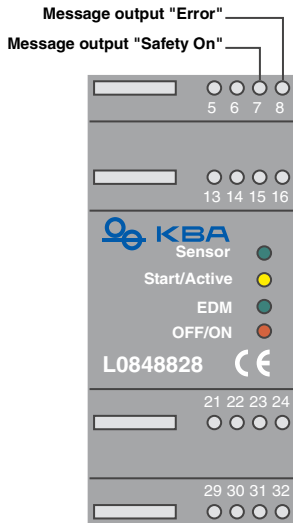 Message output "Error"
Message output "Safety On"
5 6 7 8
13 14 15 16
KBA
Sensor
Start/Active
EDM
OFF/ON
L0848828 CE
21 22 23 24
29 30 31 32